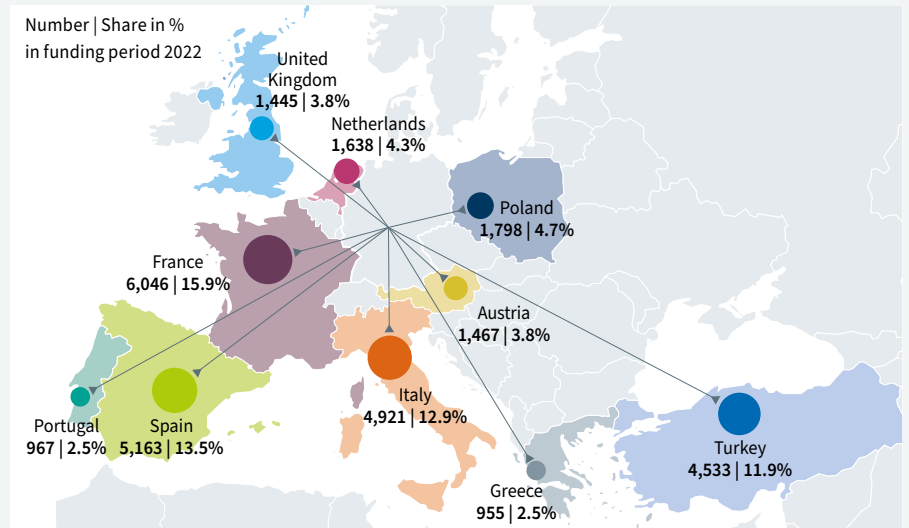 Number | Share in %
in funding period 2022
United
Kingdom
1,445 | 3.8%
Netherlands
1,638 | 4.3%
Poland
1,798 | 4.7%
France
6,046 | 15.9%
Austria
1,467 | 3.8%
Italy
4,921 | 12.9%
Portugal
967 | 2.5%
Spain
5,163 | 13.5%
Turkey
4,533 | 11.9%
Greece
955 | 2.5%